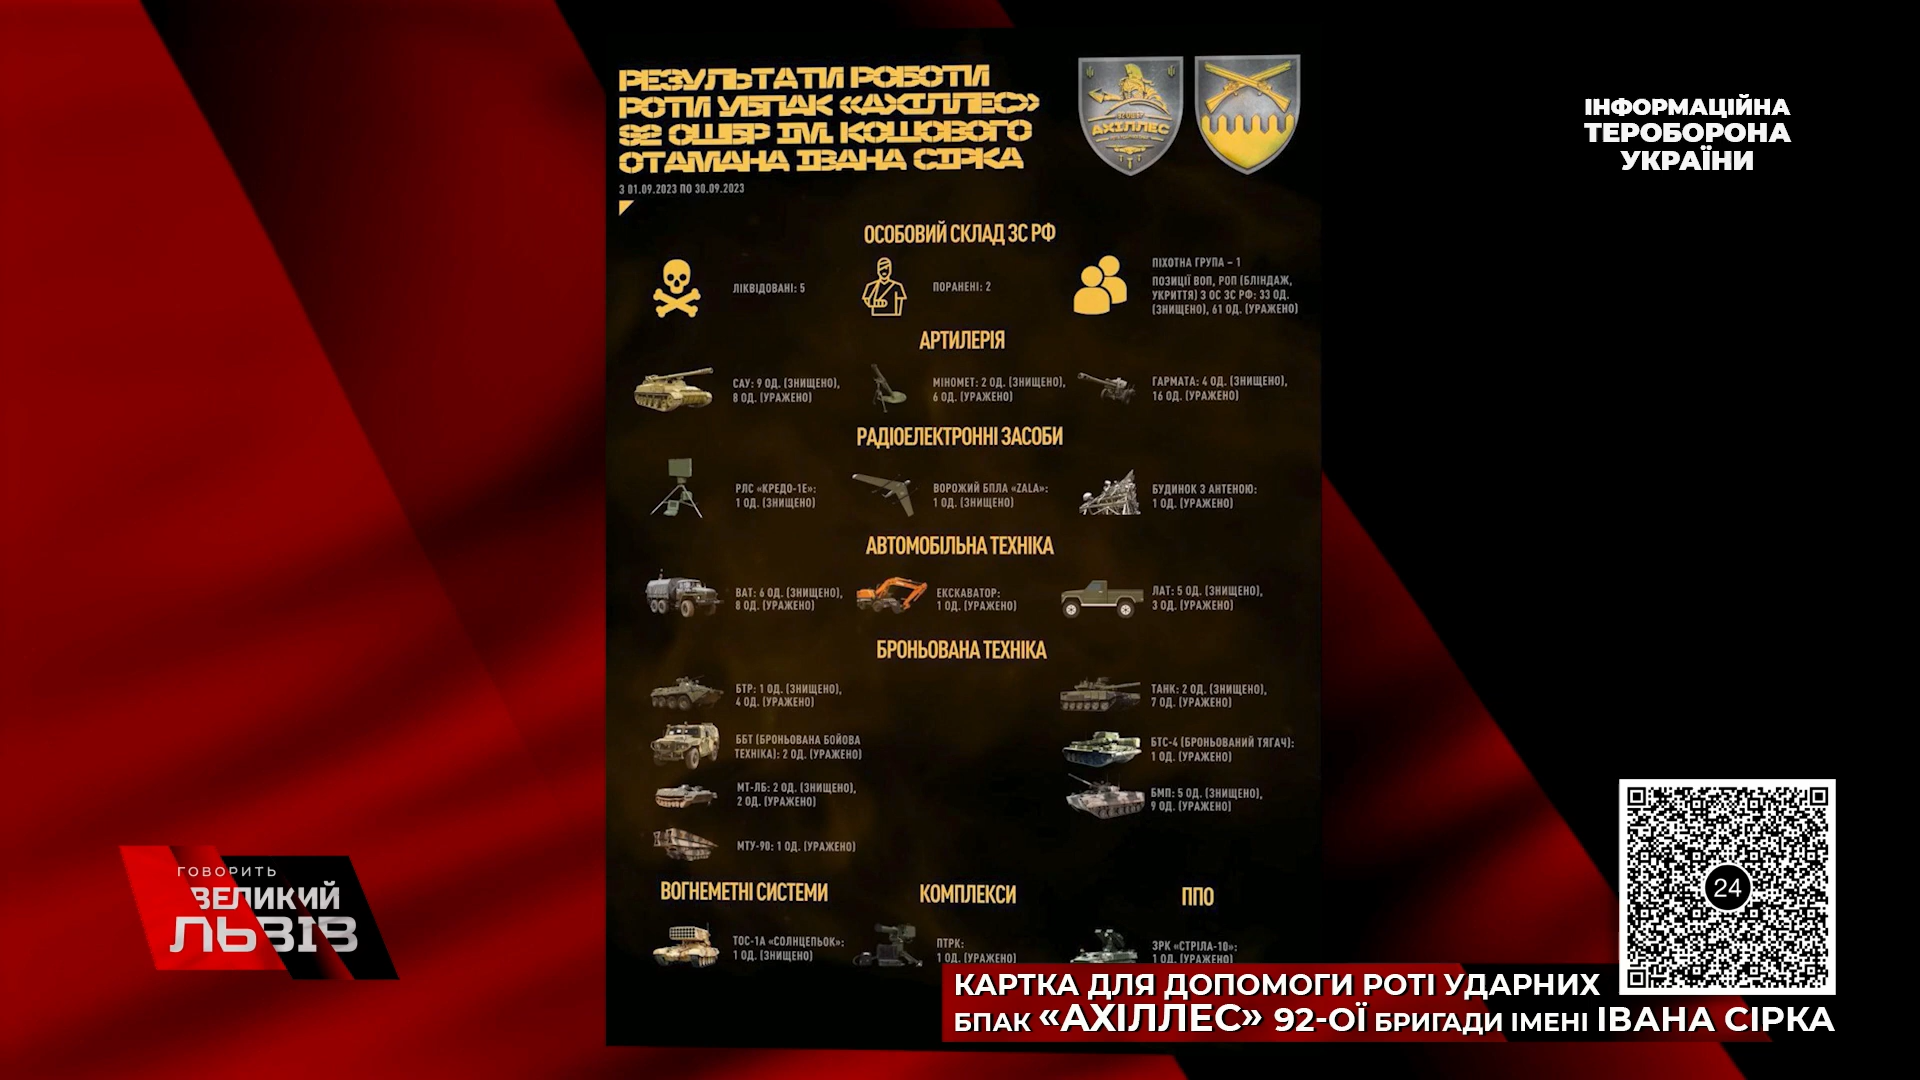 РЕЗУЛЬТАТИ РОБОТИ
РОТИ УБПАК «АХІЛЛЕС»
92 ОШБР ІМ. КОШОВОГО
ОТАМАНА ІВАНА СІРКА
З 01.09.2023 ПО 30.09.2023
АХІЛЛЕС
ІНФОРМАЦІЙНА
ТЕРОБОРОНА
УКРАЇНИ
ОСОБОВИЙ СКЛАД ЗС РФ
ЛІКВІДОВАНІ: 5
ПОРАНЕНІ: 2
ПІХОТНА ГРУПА – 1
ПОЗИЦІЇ ВОП, РОП (БЛІНДАЖ,
УКРИТТЯ) З ОС ЗС РФ: 33 ОД.
(ЗНИЩЕНО), 61 ОД. (УРАЖЕНО)
АРТИЛЕРІЯ
САУ: 9 ОД. (ЗНИЩЕНО),
8 ОД. (УРАЖЕНО)
МІНОМЕТ: 2 ОД. (ЗНИЩЕНО),
6 ОД. (УРАЖЕНО)
ГАРМАТА: 4 ОД. (ЗНИЩЕНО),
16 ОД. (УРАЖЕНО)
РАДІОЕЛЕКТРОННІ ЗАСОБИ
РЛС «КРЕДО-1Е»:
1 ОД. (ЗНИЩЕНО)
ВОРОЖИЙ БПЛА «ZALA»:
1 ОД. (ЗНИЩЕНО)
БУДИНОК З АНТЕНОЮ:
1 ОД. (УРАЖЕНО)
АВТОМОБІЛЬНА ТЕХНІКА
ВАТ: 6 ОД. (ЗНИЩЕНО),
8 ОД. (УРАЖЕНО)
ЕКСКАВАТОР:
1 ОД. (УРАЖЕНО)
ЛАТ: 5 ОД. (ЗНИЩЕНО),
3 ОД. (УРАЖЕНО)
БРОНЬОВАНА ТЕХНІКА
БТР: 1 ОД. (ЗНИЩЕНО),
4 ОД. (УРАЖЕНО)
ТАНК: 2 ОД. (ЗНИЩЕНО),
7 ОД. (УРАЖЕНО)
ББТ (БРОНЬОВАНА БОЙОВА
ТЕХНІКА): 2 ОД. (УРАЖЕНО)
БТС-4 (БРОНЬОВАНИЙ ТЯГАЧ):
1 ОД. (УРАЖЕНО)
МТ-ЛБ: 2 ОД. (ЗНИЩЕНО),
2 ОД. (УРАЖЕНО)
БМП: 5 ОД. (ЗНИЩЕНО),
9 ОД. (УРАЖЕНО)
МТУ-90: 1 ОД. (УРАЖЕНО)
ВОГНЕМЕТНІ СИСТЕМИ
КОМПЛЕКСИ
ППО
ТОС-1А «СОЛНЦЕПЬОК»:
1 ОД. (ЗНИЩЕНО)
ПТРК:
1 ОД. (УРАЖЕНО)
ЗРК «СТРІЛА-10»:
1 ОД. (УРАЖЕНО)
ГОВОРИТЬ
ВЕЛИКИЙ
ЛЬВІВ
24
КАРТКА ДЛЯ ДОПОМОГИ РОТІ УДАРНИХ
БПАК «АХІЛЛЕС» 92-ОЇ БРИГАДИ ІМЕНІ ІВАНА СІРКА